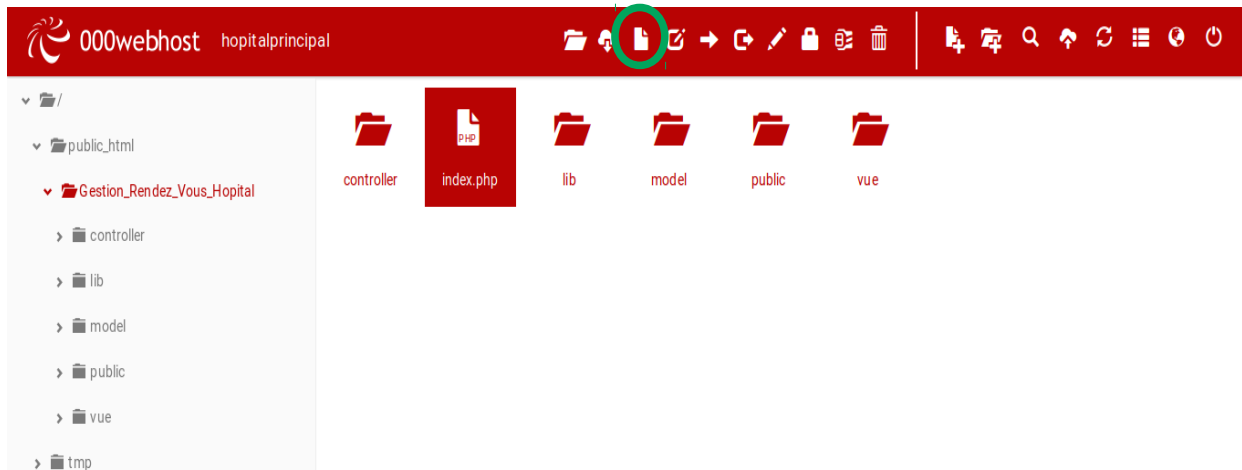 000webhost hopitalprincipal
/
public_html
Gestion_Rendez_Vous_Hopital
controller
lib
model
public
vue
tmp
PHP
controller index.php lib model public vue